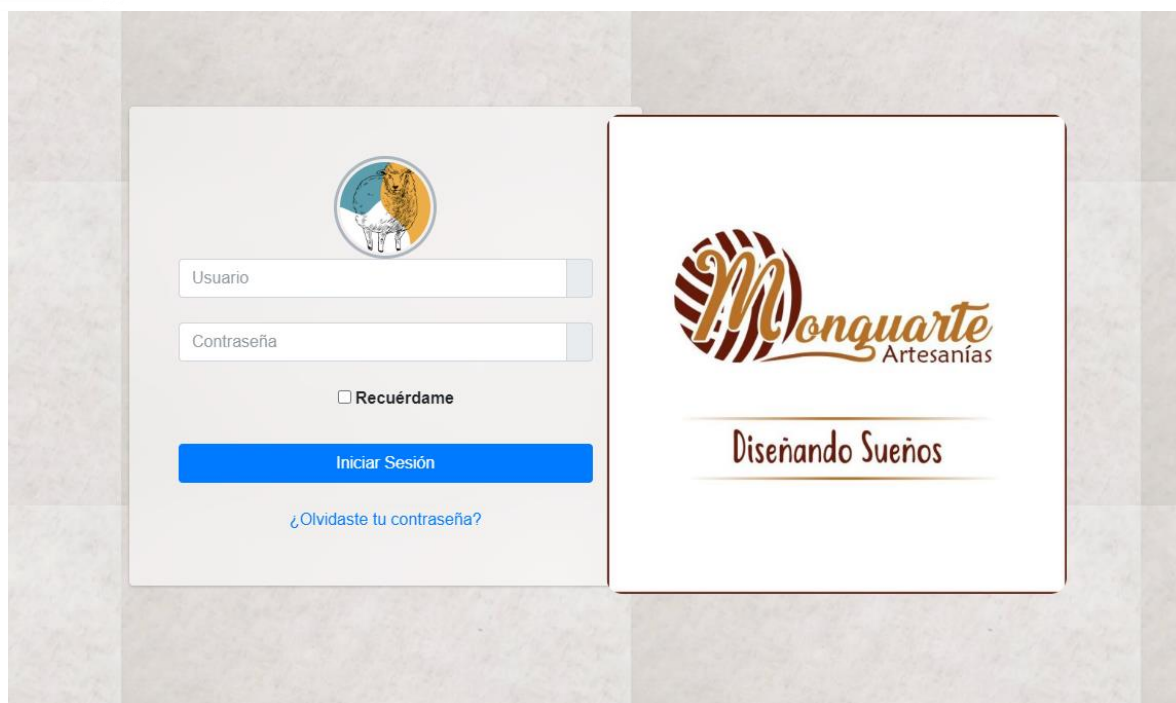 Usuario
Contraseña
Recuérdame
Iniciar Sesión
¿Olvidaste tu contraseña?
Monguarte
Artesanías
Diseñando Sueños